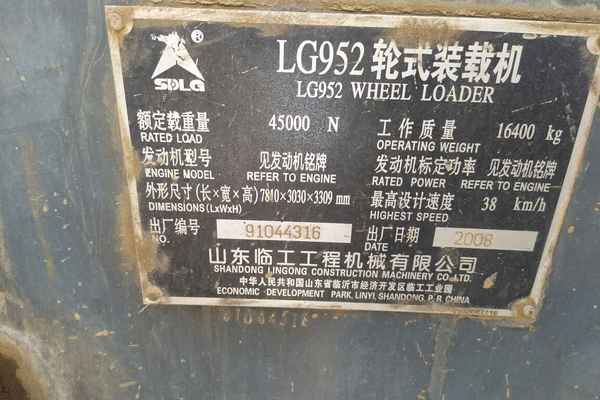 ®
SDLG
LG952 轮式装载机
LG952 WHEEL LOADER
额定载重量 45000 N 工作质量 16400 kg
RATED LOAD OPERATING WEIGHT
发动机型号 见发动机铭牌 发动机标定功率 见发动机铭牌
ENGINE MODEL REFER TO ENGINE RATED POWER REFER TO ENGINE
外形尺寸(长×宽×高) 7810×3030×3309 mm 最高设计速度 38 km/h
DIMENSIONS (LxWxH) HIGHEST SPEED
出厂编号 91044316 出厂日期 2008
NO. DATE
山东临工工程机械有限公司
SHANDONG LINGONG CONSTRUCTION MACHINERY CO.,LTD.
中华人民共和国山东省临沂市经济开发区临工工业园
ECONOMIC DEVELOPMENT PARK, LINYI, SHANDONG, P.R.CHINA
91044316